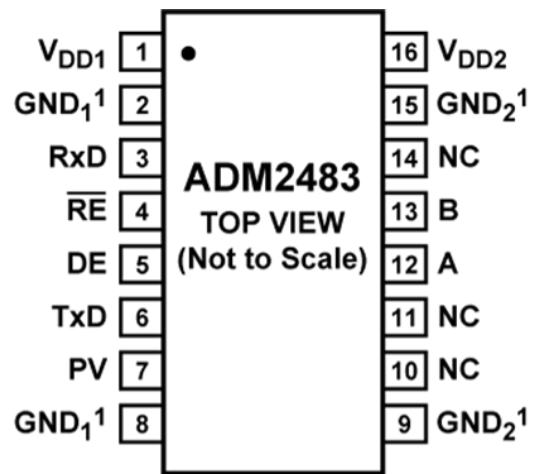 VDD1 1 16 VDD2
GND₁¹ 2 15 GND₂¹
RxD 3 14 NC
ADM2483
R̅E̅ 4 13 B
TOP VIEW
(Not to Scale)
DE 5 12 A
TxD 6 11 NC
PV 7 10 NC
GND₁¹ 8 9 GND₂¹